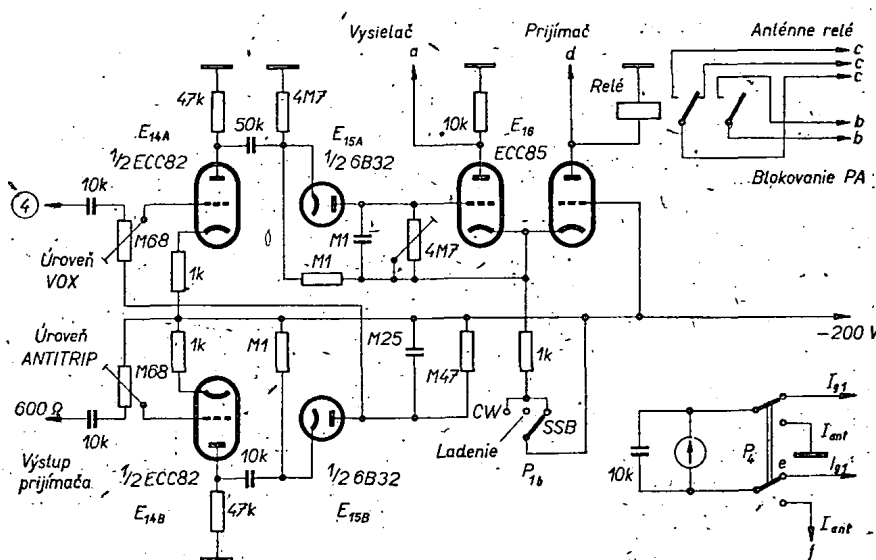 Vysielač
a
Prijímač
d
Anténne relé
c
c
c
b
b
Blokovanie PA
Relé
47k
4M7
50k
10k
E14A
1/2 ECC82
E15A
1/2 6B32
E16
ECC85
4
10k
M68
Úroveň
VOX
1k
M1
M1
4M7
Úroveň
ANTITRIP
M68
1k
M1
M25
M47
1k
-200 V
600 Ω
10k
Výstup
prijímača
1/2 ECC82
E14B
10k
47k
1/2 6B32
E15B
CW
SSB
Ladenie
P1b
10k
P4
e
Ig1
Iant
Ig1
Iant
f